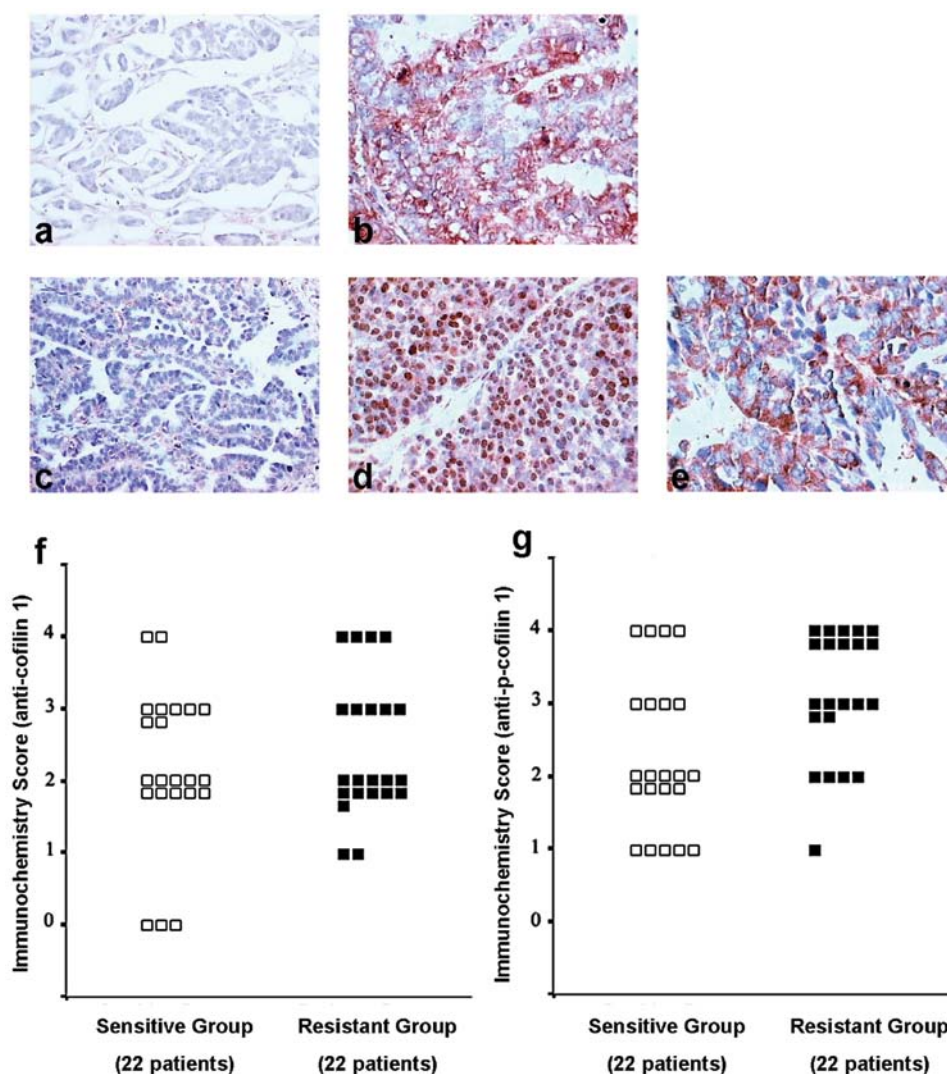 a
b
c
d
e
f
g
Immunochemistry Score (anti-cofilin 1)
4
3
2
1
0
Sensitive Group
(22 patients)
Resistant Group
(22 patients)
Immunochemistry Score (anti-p-cofilin 1)
4
3
2
1
0
Sensitive Group
(22 patients)
Resistant Group
(22 patients)